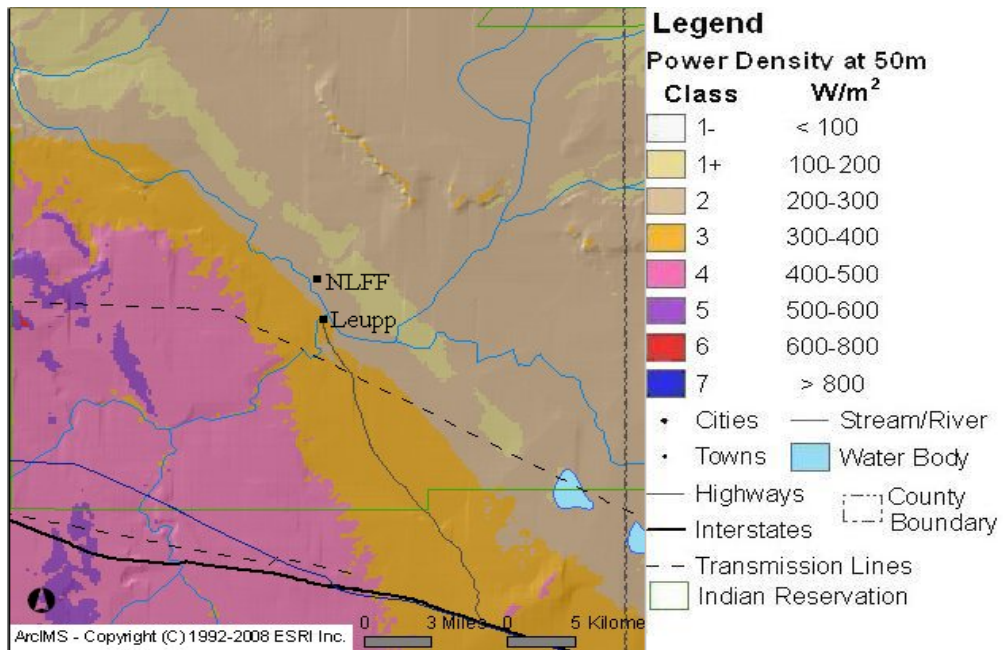 Legend
Power Density at 50m
Class W/m²
1- < 100
1+ 100-200
2 200-300
3 300-400
4 400-500
5 500-600
6 600-800
7 > 800
Cities Stream/River
Towns Water Body
Highways County
Interstates Boundary
Transmission Lines
Indian Reservation
NLFF
Leupp
0 3 Miles 0 5 Kilome
ArcIMS - Copyright (C) 1992-2008 ESRI Inc.